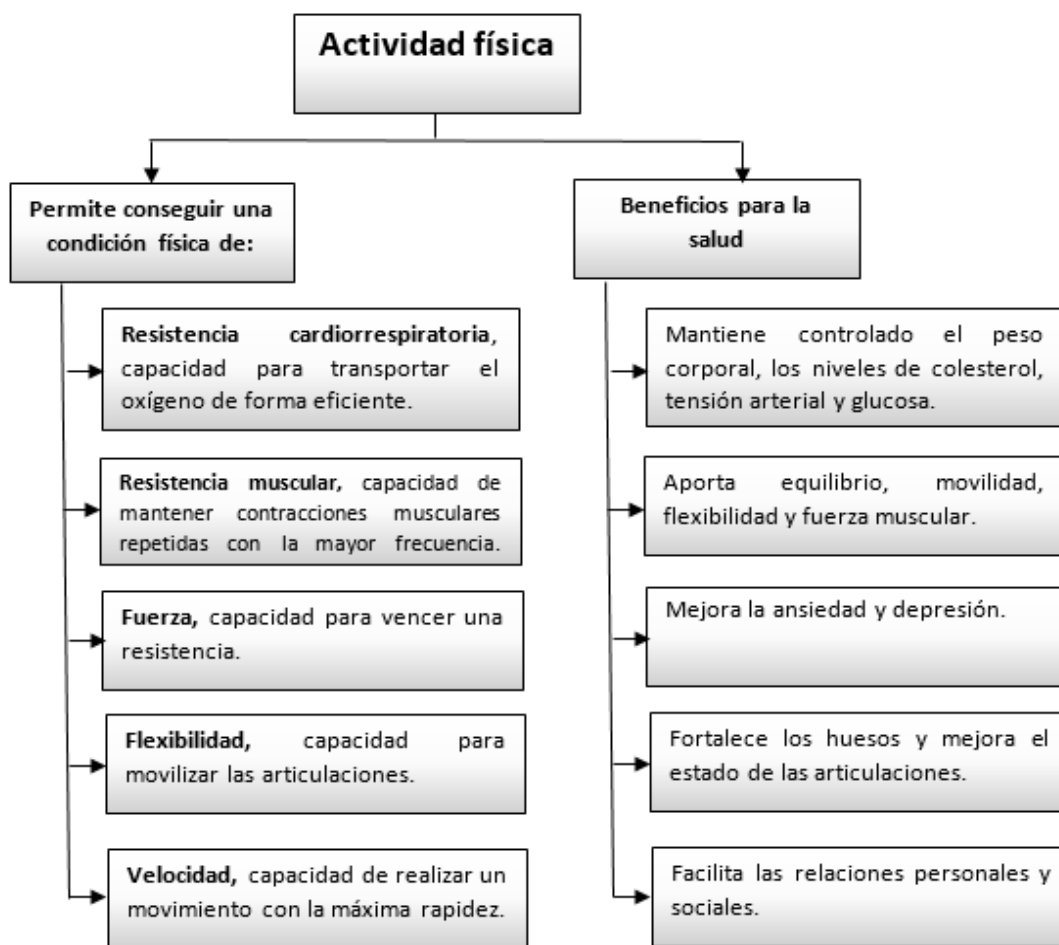 Actividad física
Permite conseguir una
condición física de:
Resistencia cardiorrespiratoria,
capacidad para transportar el
oxígeno de forma eficiente.
Resistencia muscular, capacidad de
mantener contracciones musculares
repetidas con la mayor frecuencia.
Fuerza, capacidad para vencer una
resistencia.
Flexibilidad, capacidad para
movilizar las articulaciones.
Velocidad, capacidad de realizar un
movimiento con la máxima rapidez.
Beneficios para la
salud
Mantiene controlado el peso
corporal, los niveles de colesterol,
tensión arterial y glucosa.
Aporta equilibrio, movilidad,
flexibilidad y fuerza muscular.
Mejora la ansiedad y depresión.
Fortalece los huesos y mejora el
estado de las articulaciones.
Facilita las relaciones personales y
sociales.